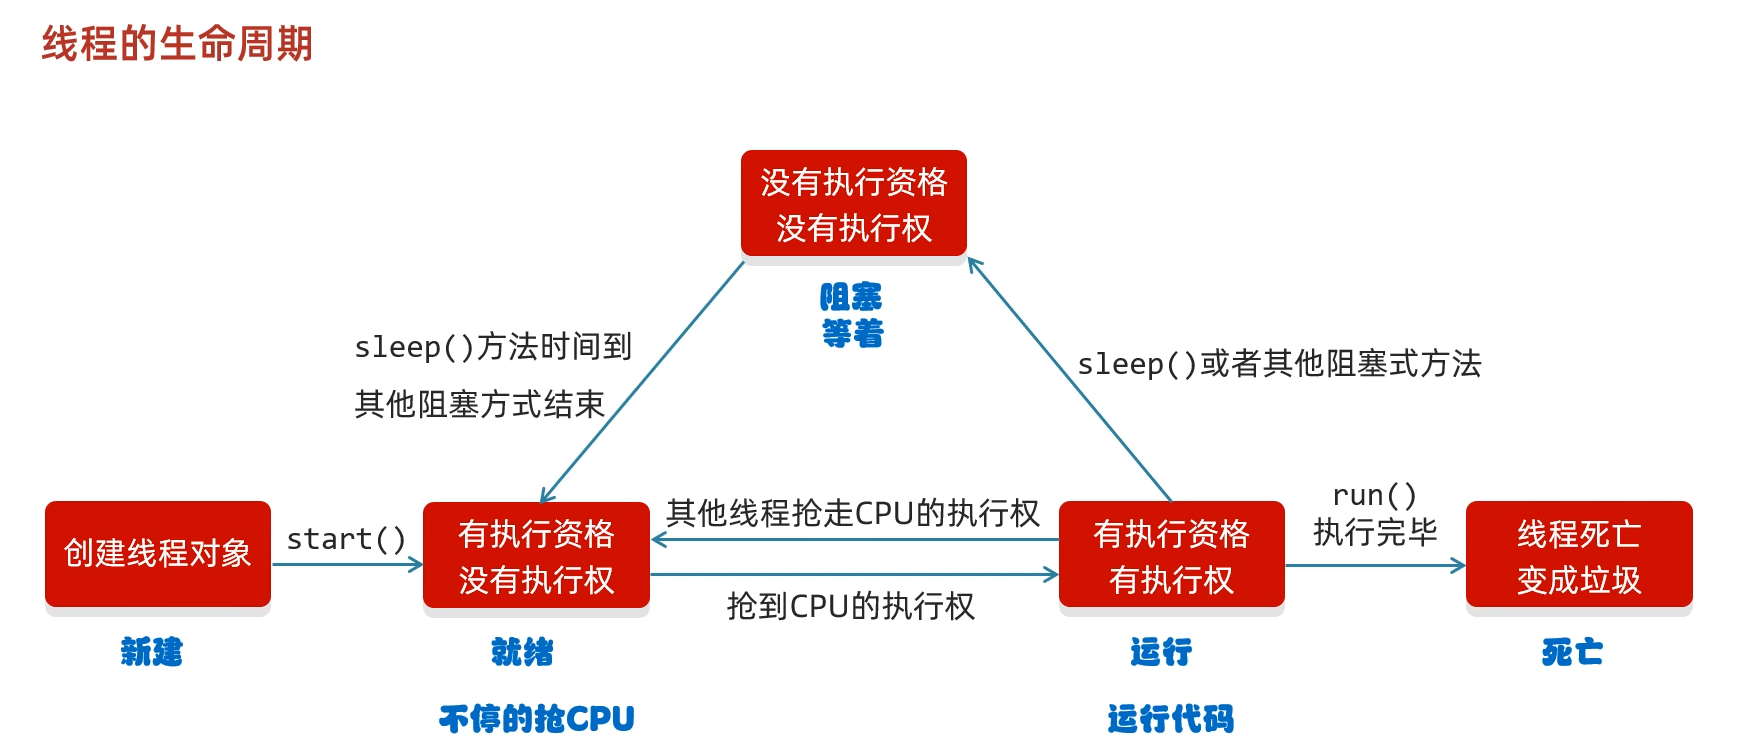 线程的生命周期
没有执行资格
没有执行权
阻塞
等着
sleep()方法时间到
其他阻塞方式结束
sleep()或者其他阻塞式方法
创建线程对象
新建
start()
有执行资格
没有执行权
就绪
不停的抢CPU
其他线程抢走CPU的执行权
抢到CPU的执行权
有执行资格
有执行权
运行
运行代码
run()
执行完毕
线程死亡
变成垃圾
死亡